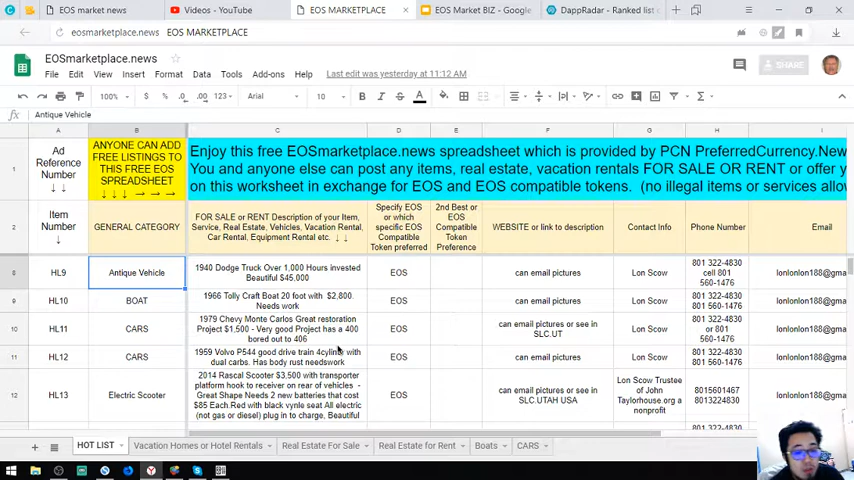 EOS market news
Videos - YouTube
EOS MARKETPLACE
EOS Market BIZ - Google
DappRadar - Ranked list
eosmarketplace.news EOS MARKETPLACE
EOSmarketplace.news
SHARE
File Edit View Insert Format Data Tools Add-ons Help Last edit was yesterday at 11:12 AM
100% $ % .0 .00 123 Arial 10 B I S A
fx Antique Vehicle
A B C D E F G H I
1 Ad Reference Number ↓ ↓
ANYONE CAN ADD FREE LISTINGS TO THIS FREE EOS SPREADSHEET ↓ ↓ ↓ → → →
Enjoy this free EOSmarketplace.news spreadsheet which is provided by PCN PreferredCurrency.New
You and anyone else can post any items, real estate, vacation rentals FOR SALE OR RENT or offer y
on this worksheet in exchange for EOS and EOS compatible tokens. (no illegal items or services allow
2 Item Number ↓
GENERAL CATEGORY
FOR SALE or RENT Description of your Item,
Service, Real Estate, Vehicles, Vacation Rental,
Car Rental, Equipment Rental etc. ↓ ↓
Specify EOS
or which
specific EOS
Compatible
Token preferred
2nd Best or
EOS
Compatible
Token
Preference
WEBSITE or link to description
Contact Info
Phone Number
Email
8 HL9 Antique Vehicle
1940 Dodge Truck Over 1,000 Hours invested
Beautiful $45,000
EOS can email pictures Lon Scow
801 322-4830
cell 801
560-1476
lonlonlon188@gma
9 HL10 BOAT
1966 Tolly Craft Boat 20 foot with $2,800.
Needs work
EOS can email pictures Lon Scow
801 322-4830
801 560-1476
lonlonlon188@gma
10 HL11 CARS
1979 Chevy Monte Carlos Great restoration
Project $1,500 - Very good Project has a 400
bored out to 406
EOS
can email pictures or see in
SLC.UT
Lon Scow
801 322-4830
or 801
560-1476
lonlonlon188@gma
11 HL12 CARS
1959 Volvo P544 good drive train 4cylinder with
dual carbs. Has body rust needswork
EOS can email pictures or see in Lon Scow
801 322-4830
801 560-1476
lonlonlon188@gma
12 HL13 Electric Scooter
2014 Rascal Scooter $3,500 with transporter
platform hook to receiver on rear of vehicles -
Great Shape Needs 2 new batteries that cost
$85 Each.Red with black vynle seat All electric
(not gas or diesel) plug in to charge, Beautiful
EOS
can email pictures or see in
SLC.UTAH USA
Lon Scow Trustee
of John
Taylorhouse.org a
nonprofit
8015601467
8013224830
lonlonlon188@gma
801 322-4830
HOT LIST Vacation Homes or Hotel Rentals Real Estate For Sale Real Estate for Rent Boats CARS